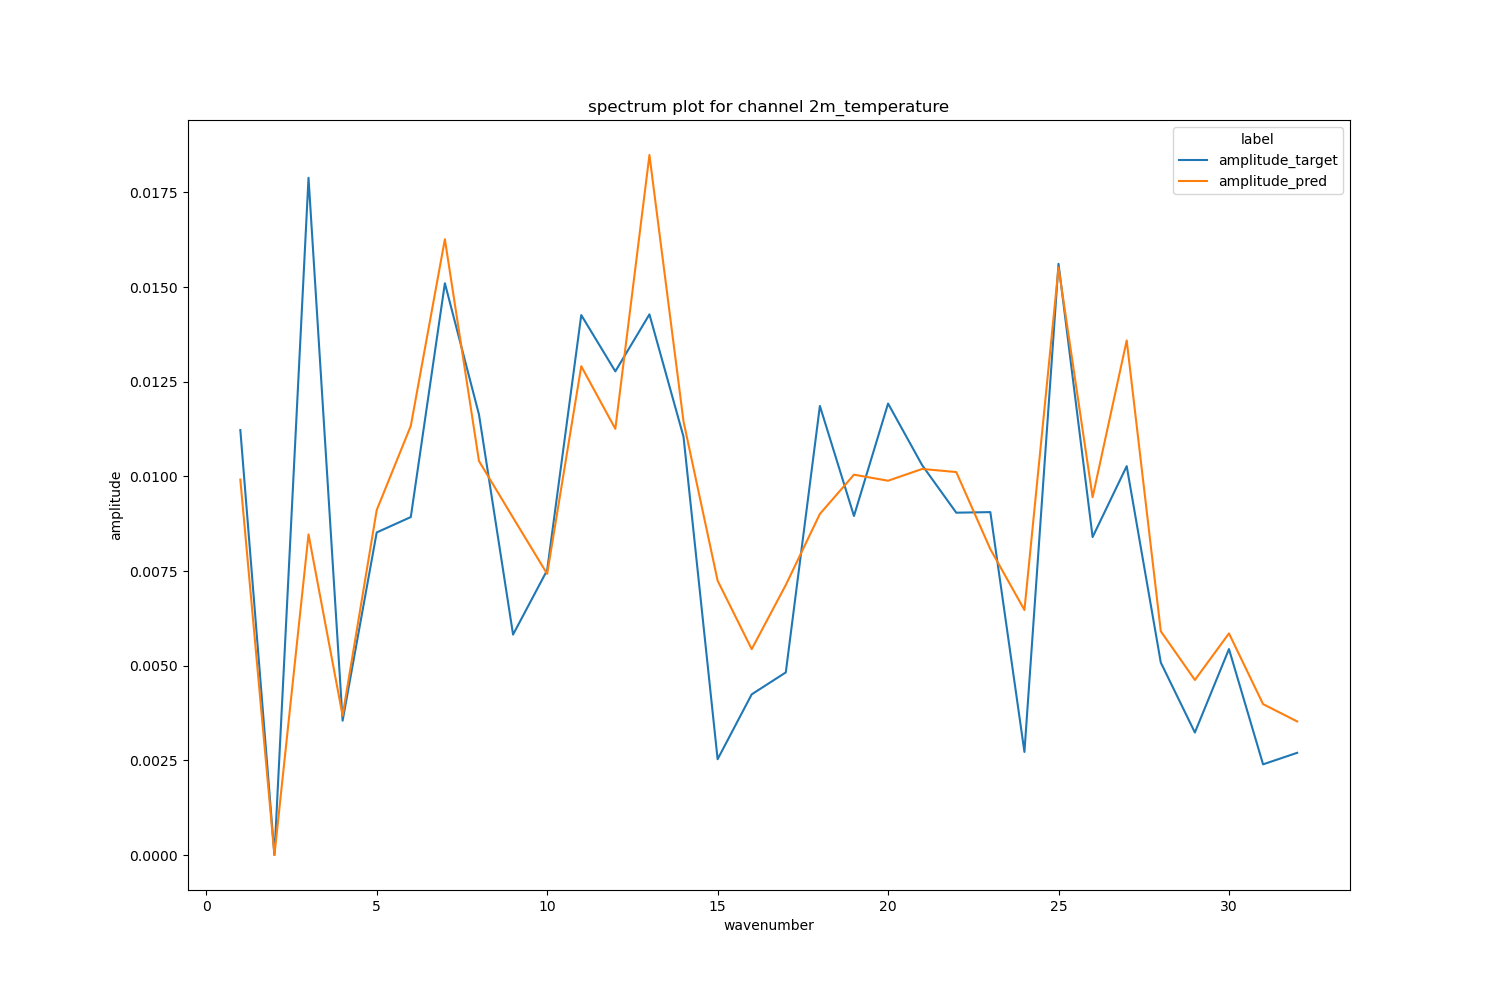 spectrum plot for channel 2m_temperature
label
amplitude_target
amplitude_pred
amplitude
0.0175
0.0150
0.0125
0.0100
0.0075
0.0050
0.0025
0.0000
0 5 10 15 20 25 30
wavenumber